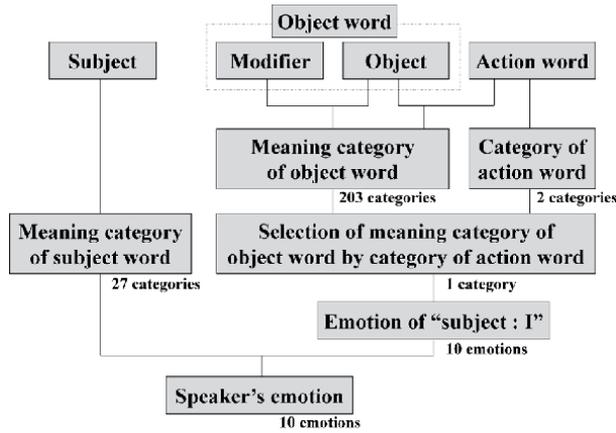 Object word
Subject
Modifier
Object
Action word
Meaning category
of object word
203 categories
Category of
action word
2 categories
Meaning category
of subject word
27 categories
Selection of meaning category of
object word by category of action word
1 category
Emotion of “subject : I”
10 emotions
Speaker’s emotion
10 emotions